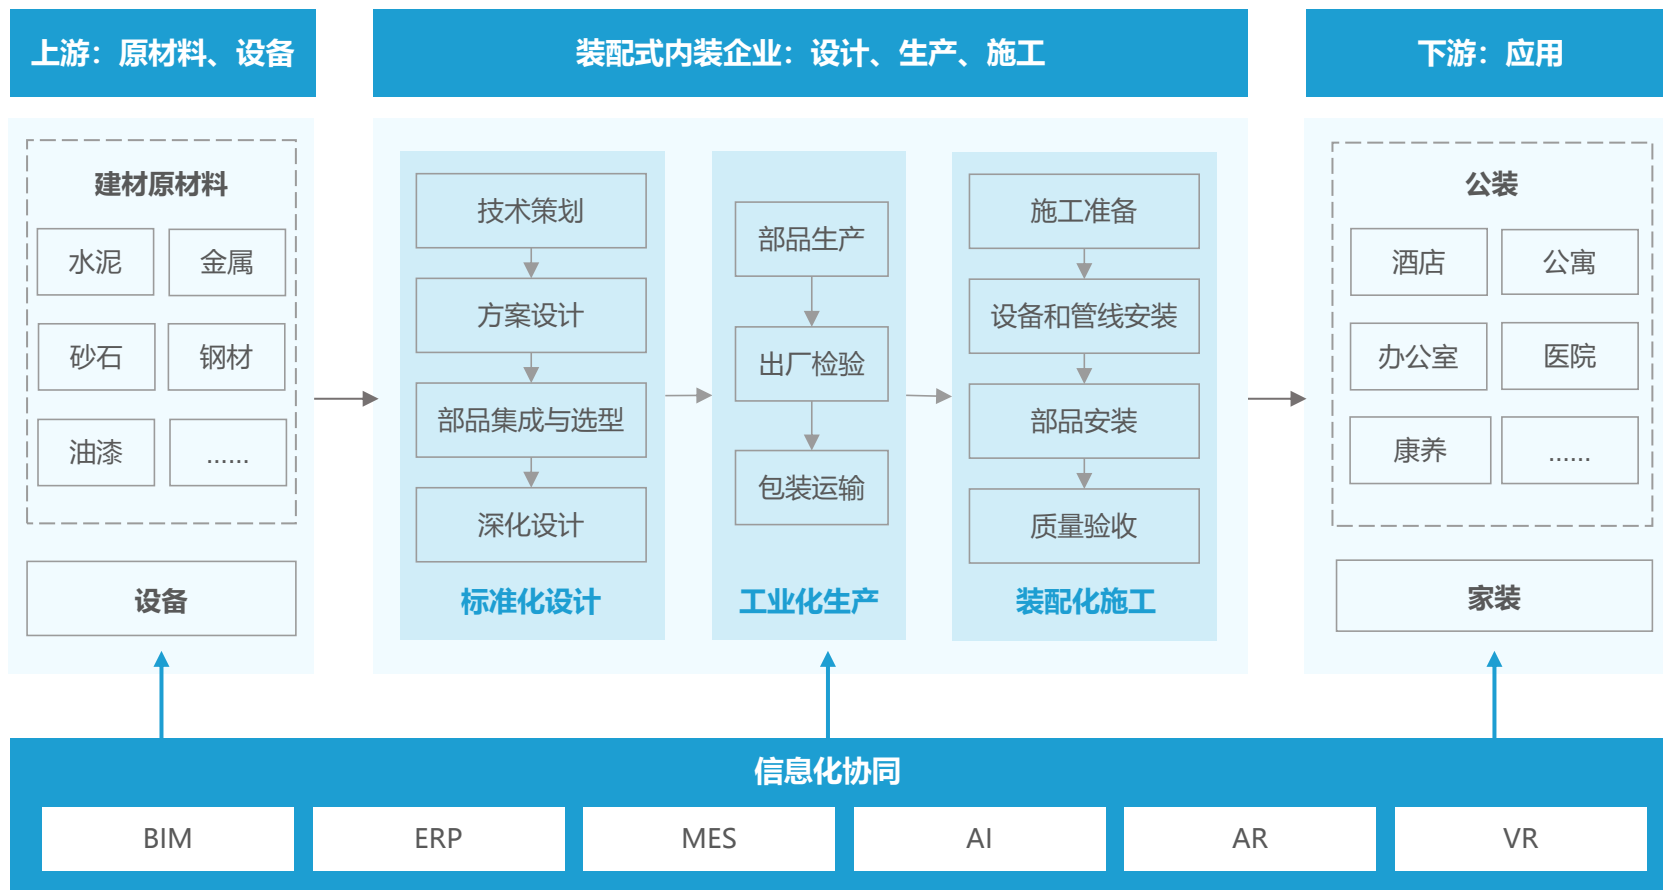 上游：原材料、设备
装配式内装企业：设计、生产、施工
下游：应用
建材原材料
水泥
金属
砂石
钢材
油漆
......
设备
技术策划
方案设计
部品集成与选型
深化设计
标准化设计
部品生产
出厂检验
包装运输
工业化生产
施工准备
设备和管线安装
部品安装
质量验收
装配化施工
公装
酒店
公寓
办公室
医院
康养
......
家装
信息化协同
BIM
ERP
MES
AI
AR
VR